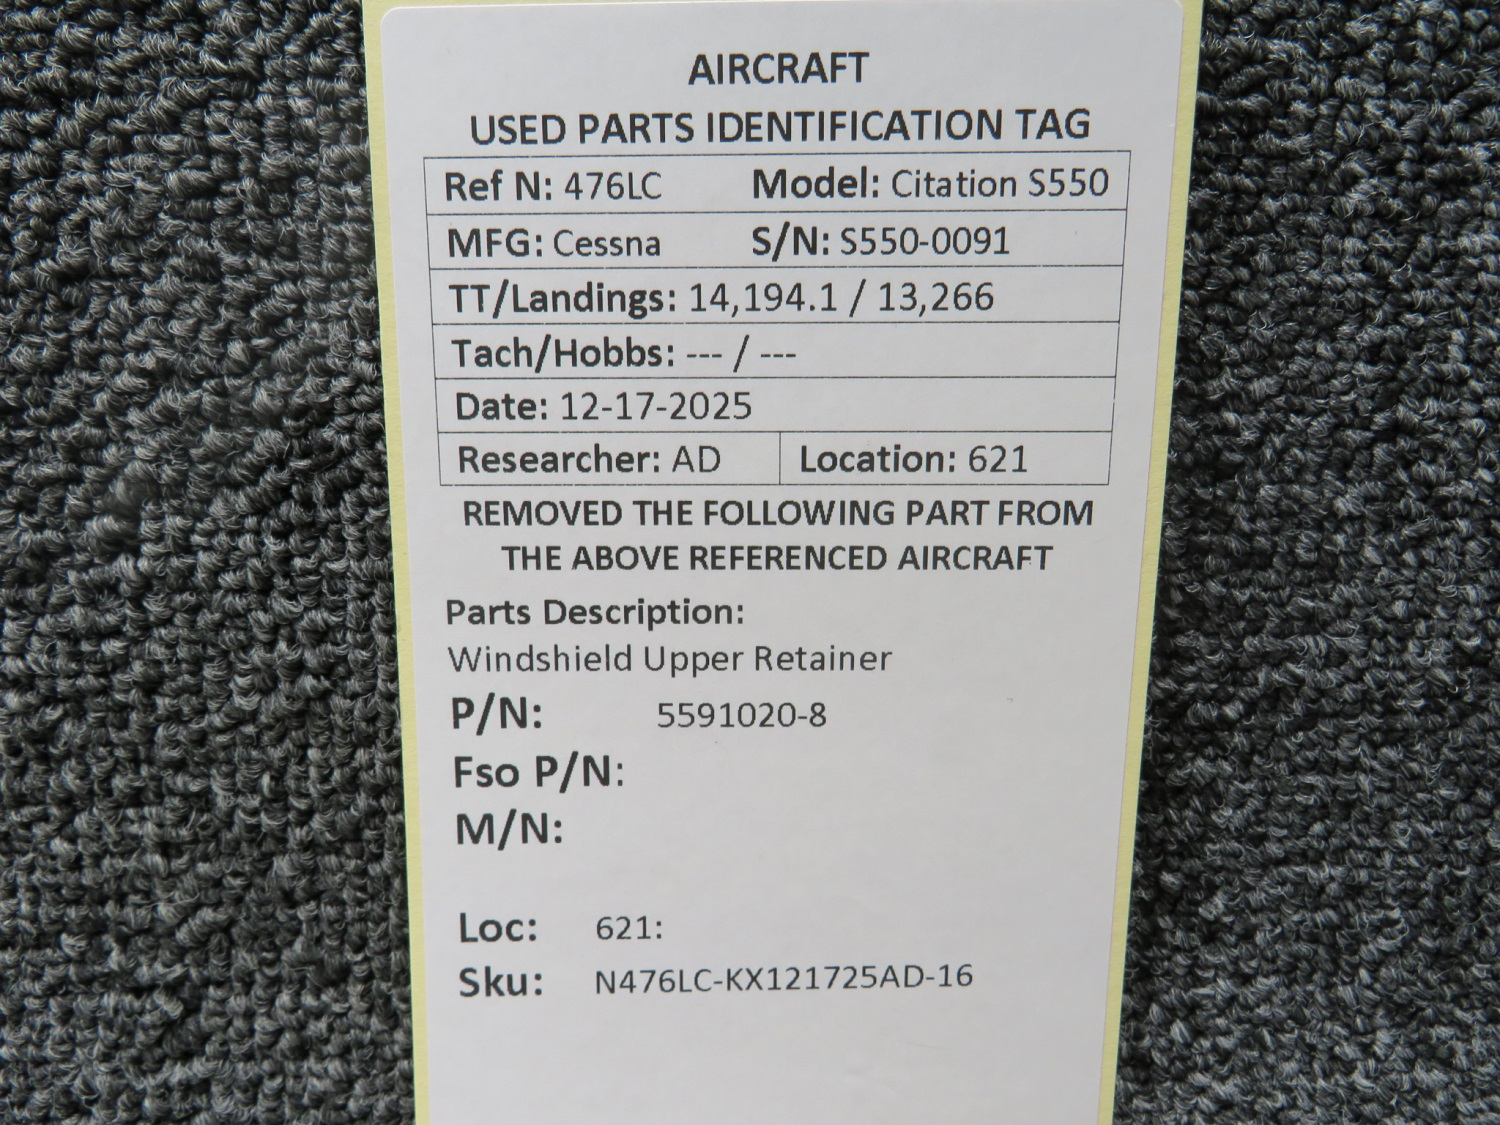 AIRCRAFT
USED PARTS IDENTIFICATION TAG
Ref N: 476LC Model: Citation S550
MFG: Cessna S/N: S550-0091
TT/Landings: 14,194.1 / 13,266
Tach/Hobbs: --- / ---
Date: 12-17-2025
Researcher: AD Location: 621
REMOVED THE FOLLOWING PART FROM
THE ABOVE REFERENCED AIRCRAFT
Parts Description:
Windshield Upper Retainer
P/N: 5591020-8
Fso P/N:
M/N:
Loc: 621:
Sku: N476LC-KX121725AD-16